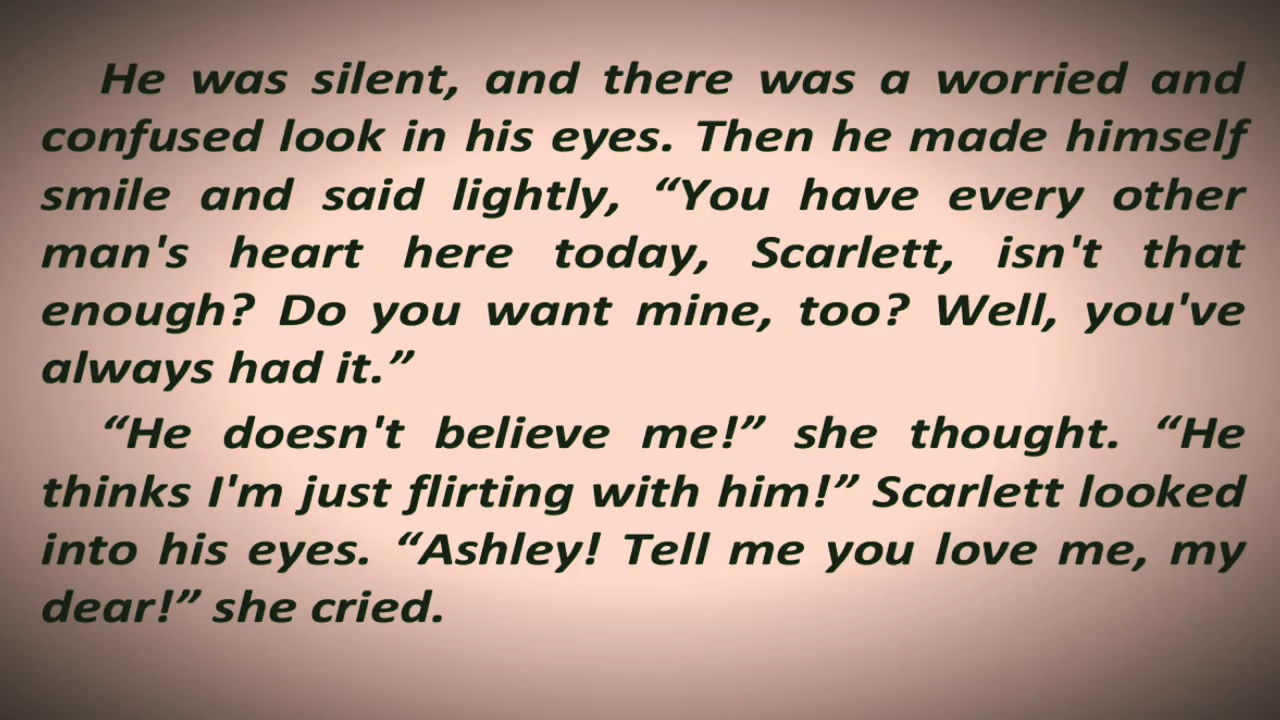 He was silent, and there was a worried and
confused look in his eyes. Then he made himself
smile and said lightly, “You have every other
man's heart here today, Scarlett, isn't that
enough? Do you want mine, too? Well, you've
always had it.”
“He doesn't believe me!” she thought. “He
thinks I'm just flirting with him!” Scarlett looked
into his eyes. “Ashley! Tell me you love me, my
dear!” she cried.